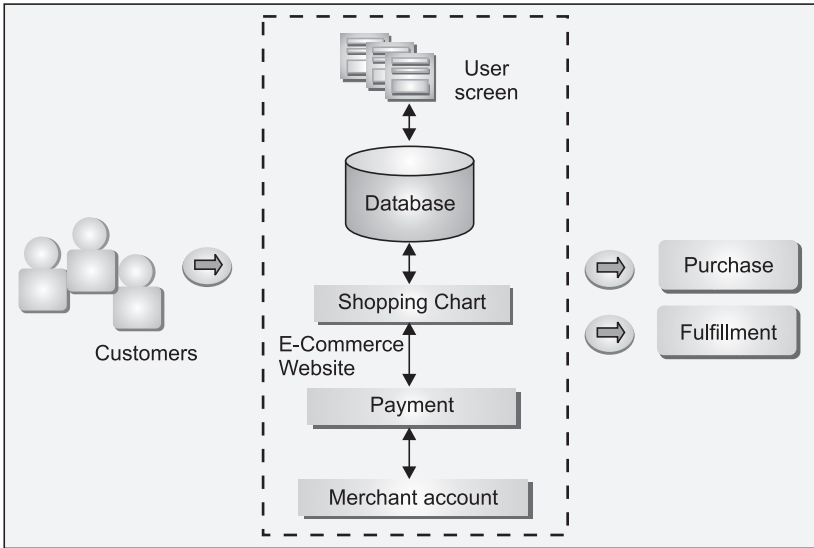 User
screen
Database
Shopping Chart
E-Commerce
Website
Payment
Merchant account
Customers
Purchase
Fulfillment